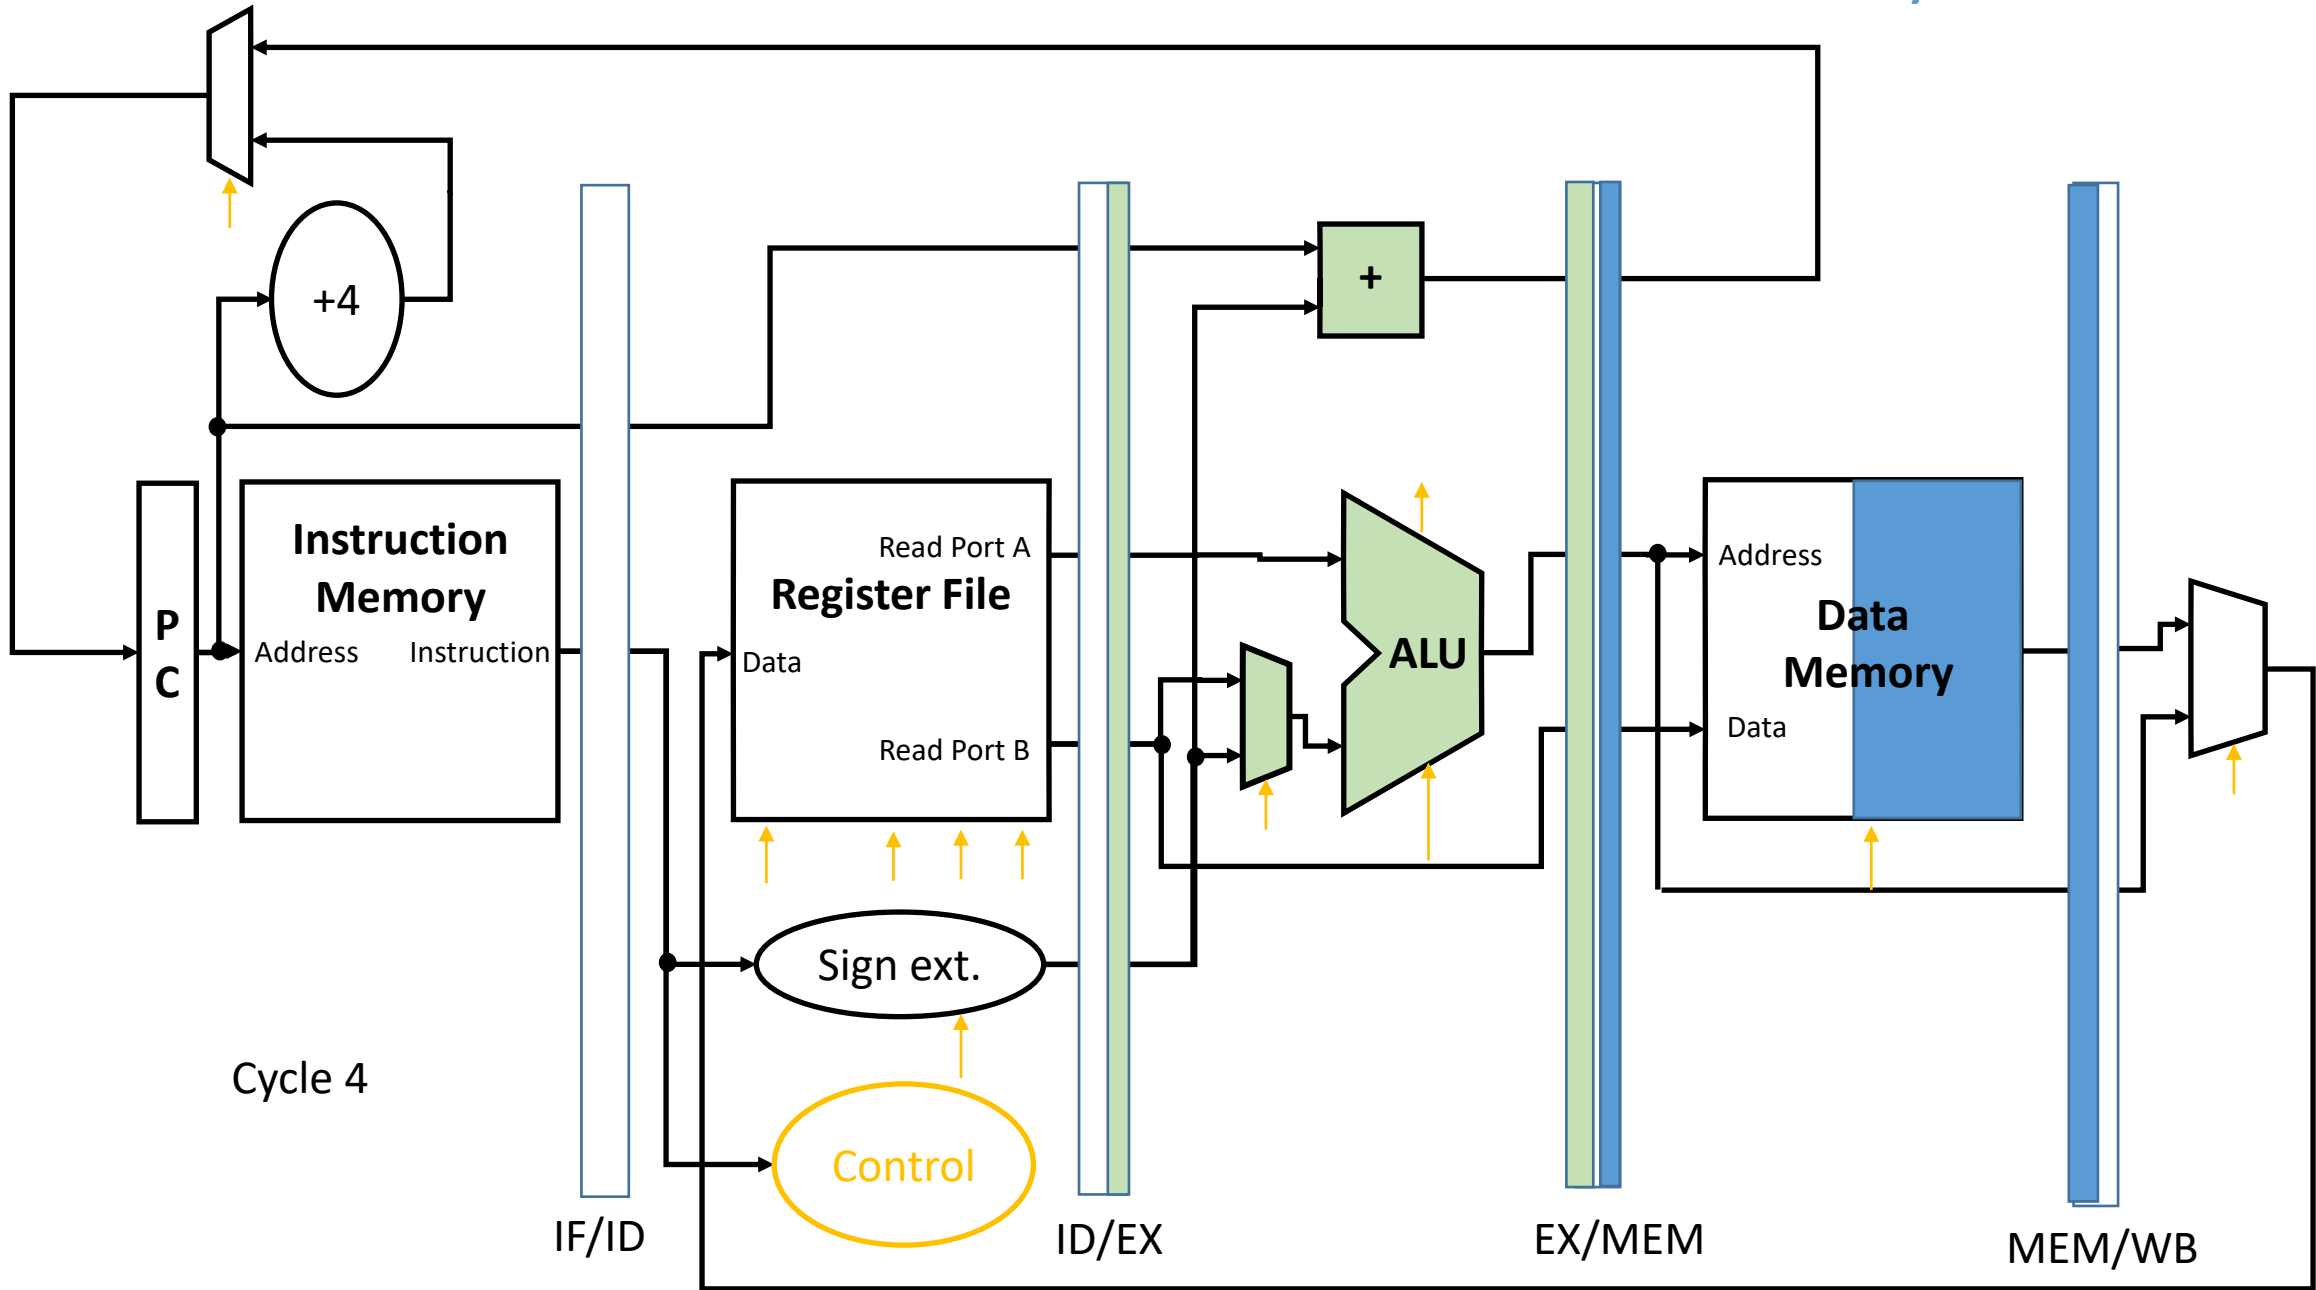 +4
+
Instruction
Memory
Address
Instruction
P
C
Read Port A
Register File
Data
Read Port B
ALU
Address
Data
Memory
Data
Sign ext.
Cycle 4
Control
IF/ID
ID/EX
EX/MEM
MEM/WB